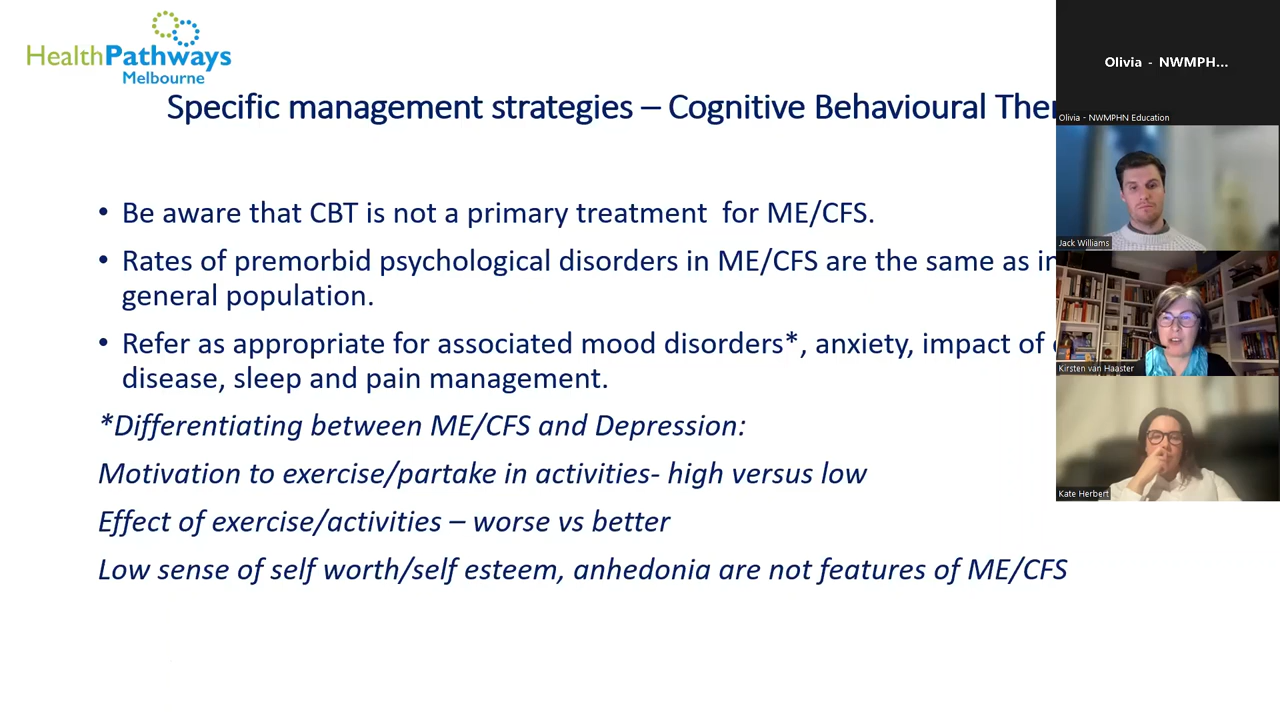 HealthPathways
Melbourne
Specific management strategies – Cognitive Behavioural
Be aware that CBT is not a primary treatment for ME/CFS.
Rates of premorbid psychological disorders in ME/CFS are the same as in
general population.
Refer as appropriate for associated mood disorders*, anxiety, impact of
disease, sleep and pain management.
*Differentiating between ME/CFS and Depression:
Motivation to exercise/partake in activities- high versus low
Effect of exercise/activities – worse vs better
Low sense of self worth/self esteem, anhedonia are not features of ME/CFS
Olivia - NWMPH...
Olivia - NWMPHN Education
Jack Williams
Kirsten van Haaster
Kate Herbert